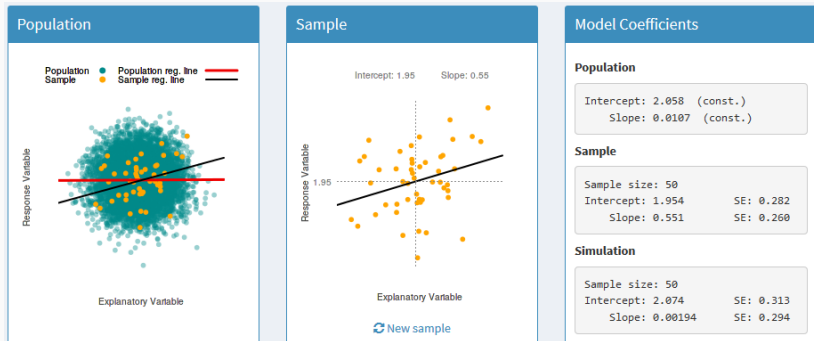 Population
Population Population reg. line
Sample Sample reg. line
Response Variable
Explanatory Variable
Sample
Intercept: 1.95 Slope: 0.55
Response Variable
1.95
Explanatory Variable
New sample
Model Coefficients
Population
Intercept: 2.058 (const.)
Slope: 0.0107 (const.)
Sample
Sample size: 50
Intercept: 1.954 SE: 0.282
Slope: 0.551 SE: 0.260
Simulation
Sample size: 50
Intercept: 2.074 SE: 0.313
Slope: 0.00194 SE: 0.294